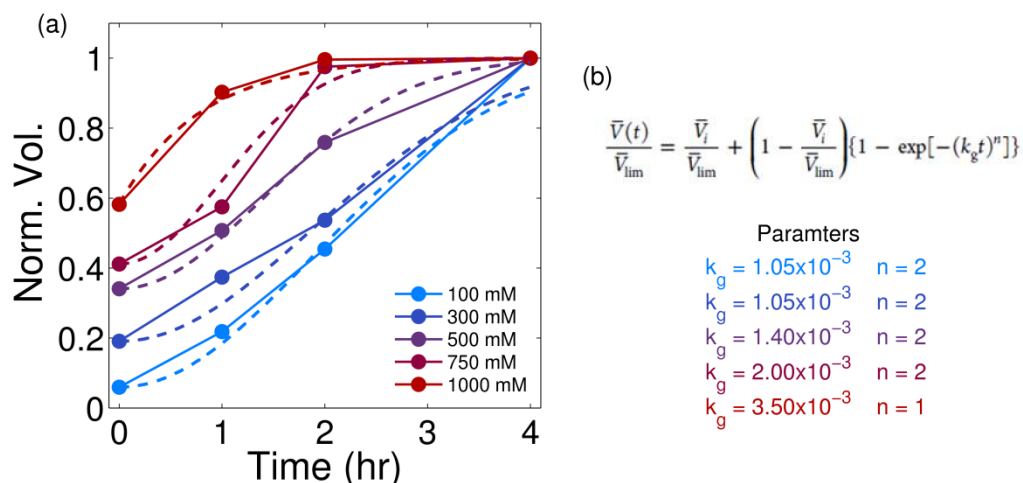 (a)
Norm. Vol.
1
0.8
0.6
0.4
0.2
0
0 1 2 3 4
Time (hr)
100 mM
300 mM
500 mM
750 mM
1000 mM
(b)
V̅(t)/V̅lim = V̅i/V̅lim + (1 − V̅i/V̅lim){1 − exp[−(kgt)ⁿ]}
Paramters
kg = 1.05x10⁻³ n = 2
kg = 1.05x10⁻³ n = 2
kg = 1.40x10⁻³ n = 2
kg = 2.00x10⁻³ n = 2
kg = 3.50x10⁻³ n = 1